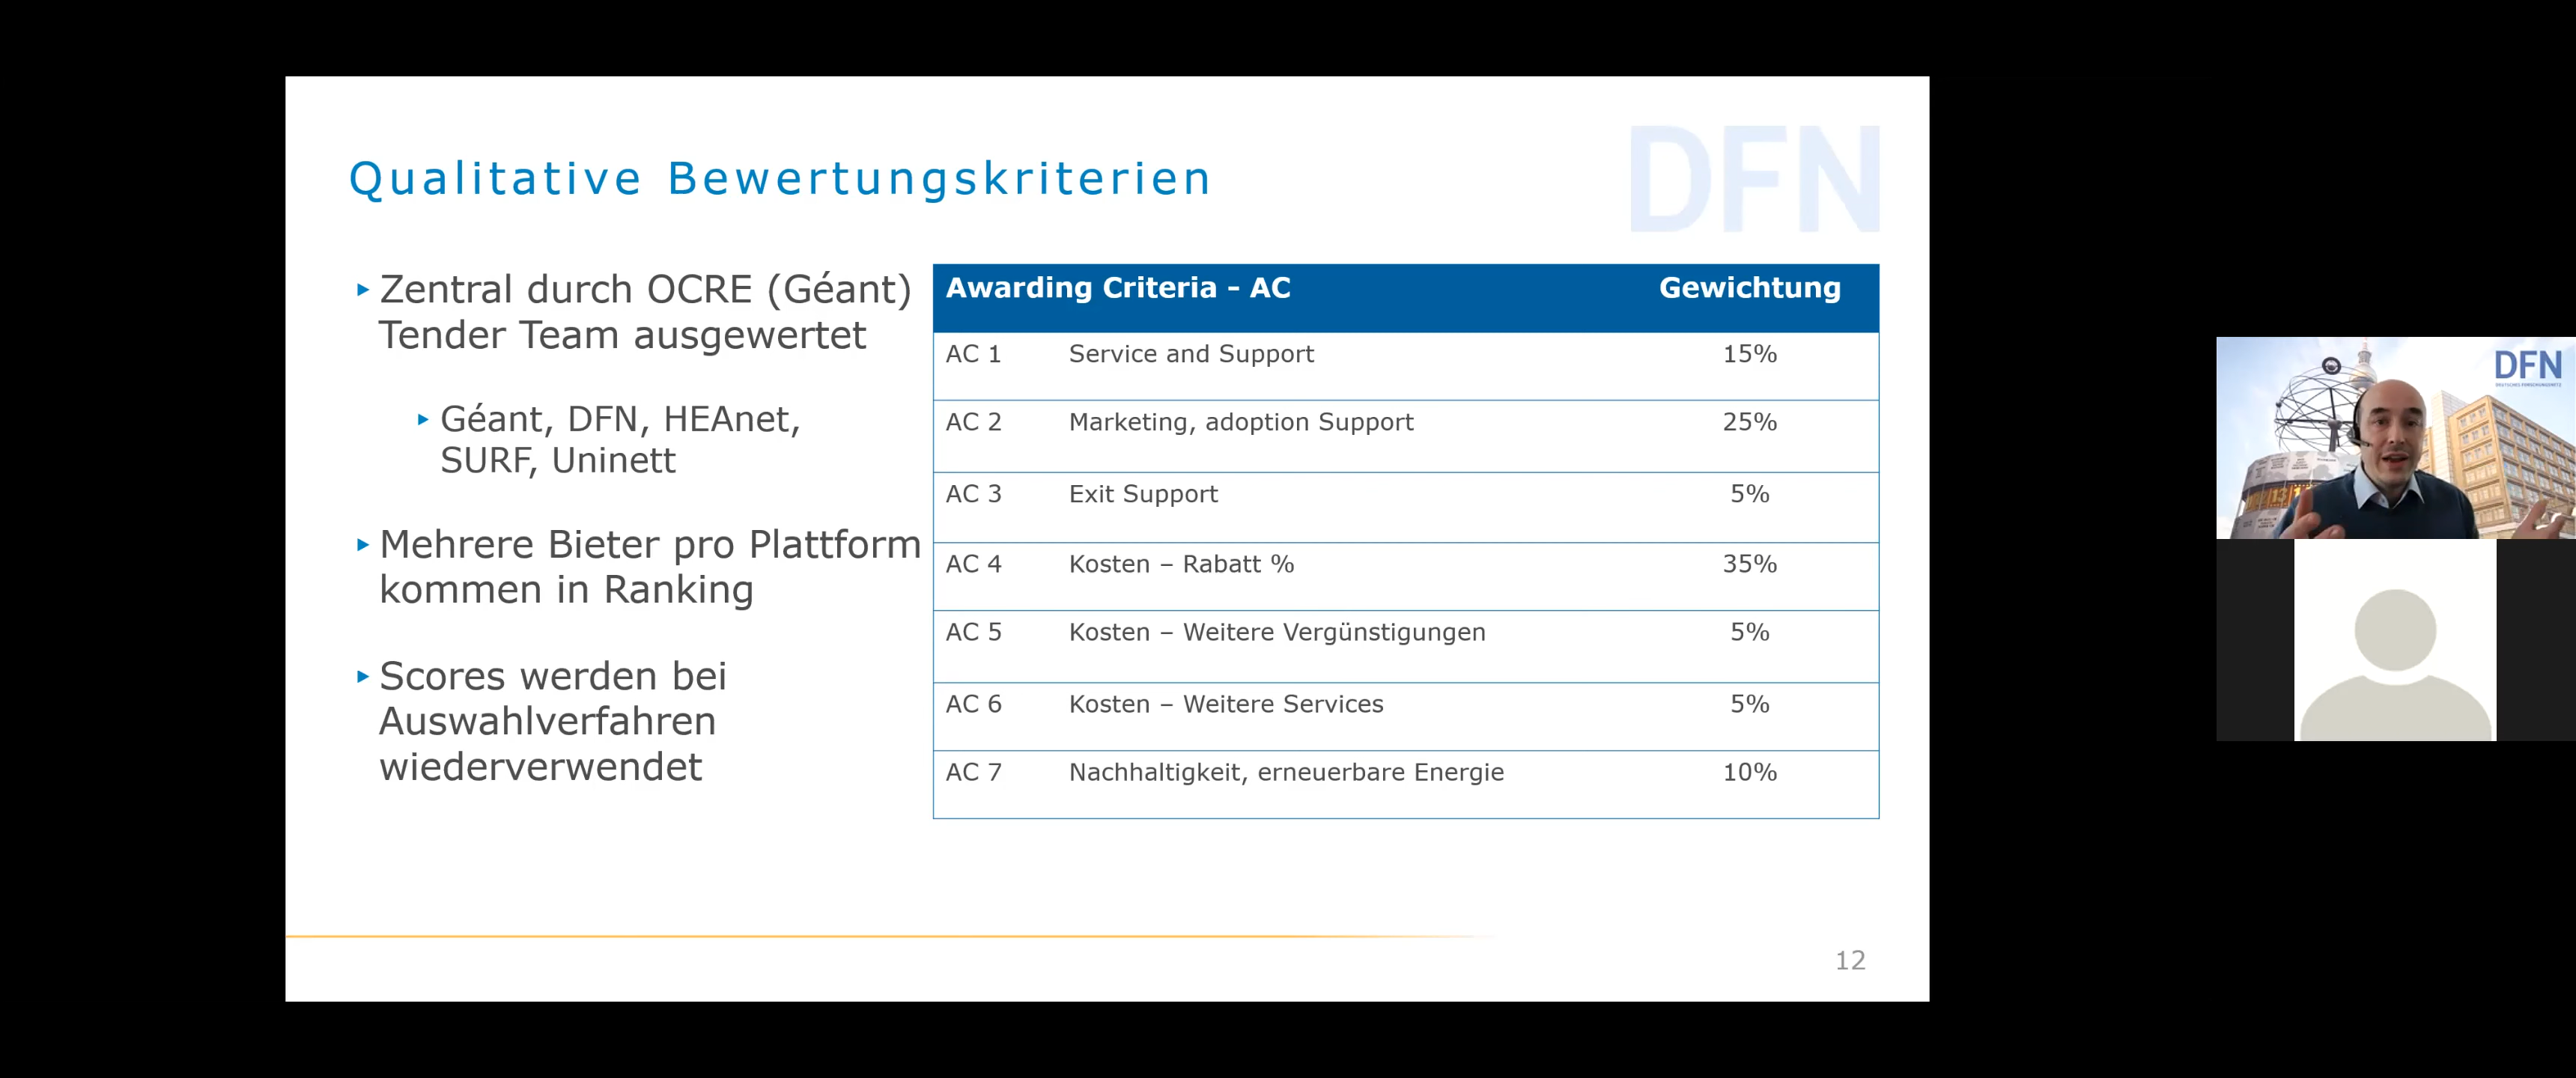 DFN
Qualitative Bewertungskriterien
▸ Zentral durch OCRE (Géant)
Tender Team ausgewertet
▸ Géant, DFN, HEAnet,
SURF, Uninett
▸ Mehrere Bieter pro Plattform
kommen in Ranking
▸ Scores werden bei
Auswahlverfahren
wiederverwendet
Awarding Criteria - AC Gewichtung
AC 1 Service and Support 15%
AC 2 Marketing, adoption Support 25%
AC 3 Exit Support 5%
AC 4 Kosten – Rabatt % 35%
AC 5 Kosten – Weitere Vergünstigungen 5%
AC 6 Kosten – Weitere Services 5%
AC 7 Nachhaltigkeit, erneuerbare Energie 10%
12
DFN
DEUTSCHES FORSCHUNGSNETZ